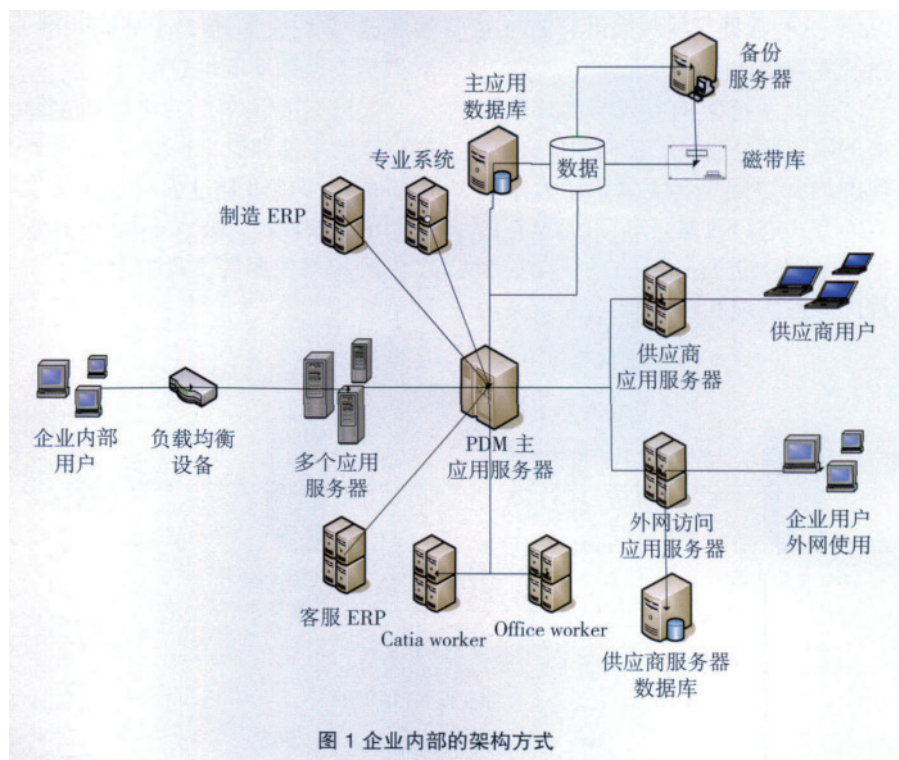 备份
服务器
主应用
数据库
数据
磁带库
专业系统
制造 ERP
供应商
应用服务器
供应商用户
企业内部
用户
负载均衡
设备
多个应用
服务器
PDM 主
应用服务器
外网访问
应用服务器
企业用户
外网使用
客服 ERP
Catia worker
Office worker
供应商服务器
数据库
图 1 企业内部的架构方式